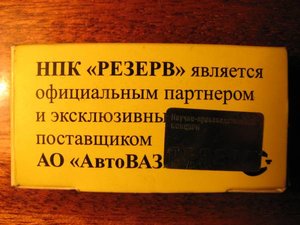 НПК «РЕЗЕРВ» является
официальным партнером
и эксклюзивны
поставщиком
АО «АвтоВАЗ